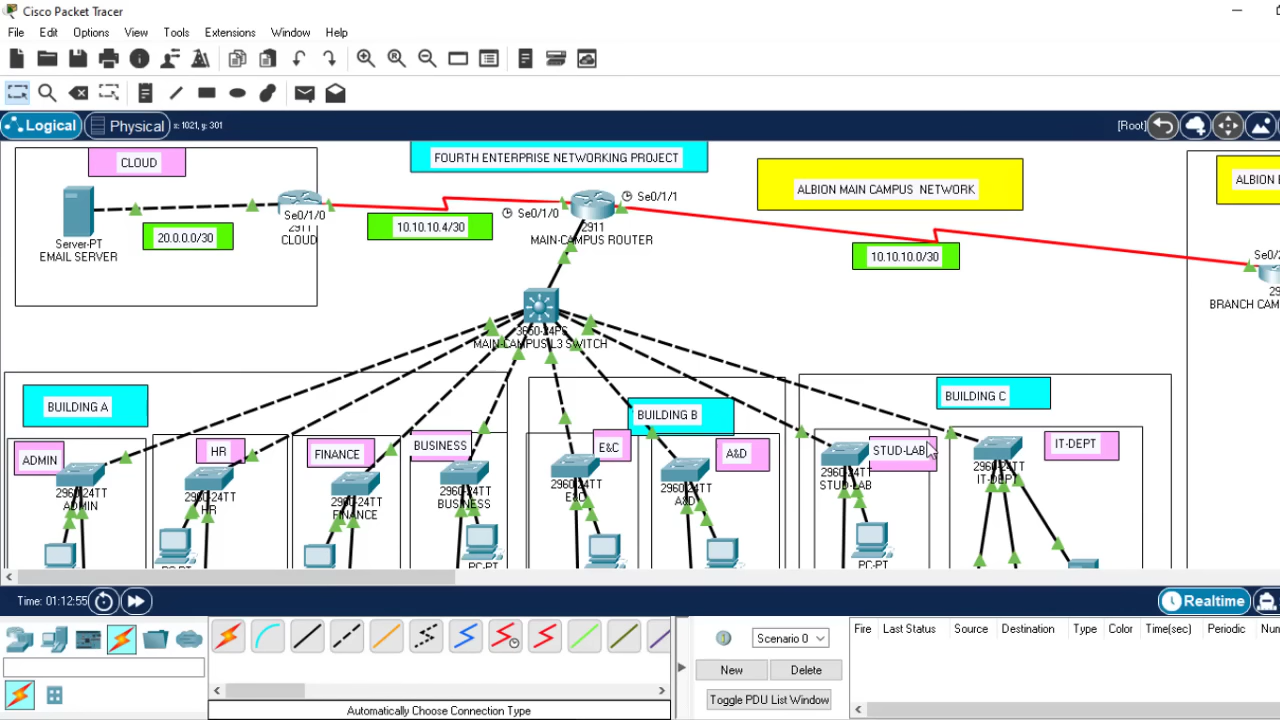 Cisco Packet Tracer
File Edit Options View Tools Extensions Window Help
Logical Physical x: 1021, y: 301 [Root]
CLOUD
FOURTH ENTERPRISE NETWORKING PROJECT
ALBION MAIN CAMPUS NETWORK
ALBION
Se0/1/1
Se0/1/0
Se0/1/0
2911
CLOUD
2911
MAIN-CAMPUS ROUTER
10.10.10.4/30
20.0.0.0/30
Server-PT
EMAIL SERVER
10.10.10.0/30
BRANCH CAM
3650-24PS
MAIN-CAMPUS L3 SWITCH
BUILDING A
BUILDING B
BUILDING C
ADMIN
HR
FINANCE
BUSINESS
E&C
A&D
STUD-LAB
IT-DEPT
2960-24TT
ADMIN
2960-24TT
HR
2960-24TT
FINANCE
2960-24TT
BUSINESS
2960-24TT
E&C
2960-24TT
A&D
2960-24TT
STUD-LAB
2960-24TT
IT-DEPT
PC-PT
PC-PT
Time: 01:12:55
Realtime
Scenario 0
New Delete
Toggle PDU List Window
Fire Last Status Source Destination Type Color Time(sec) Periodic Num
Automatically Choose Connection Type